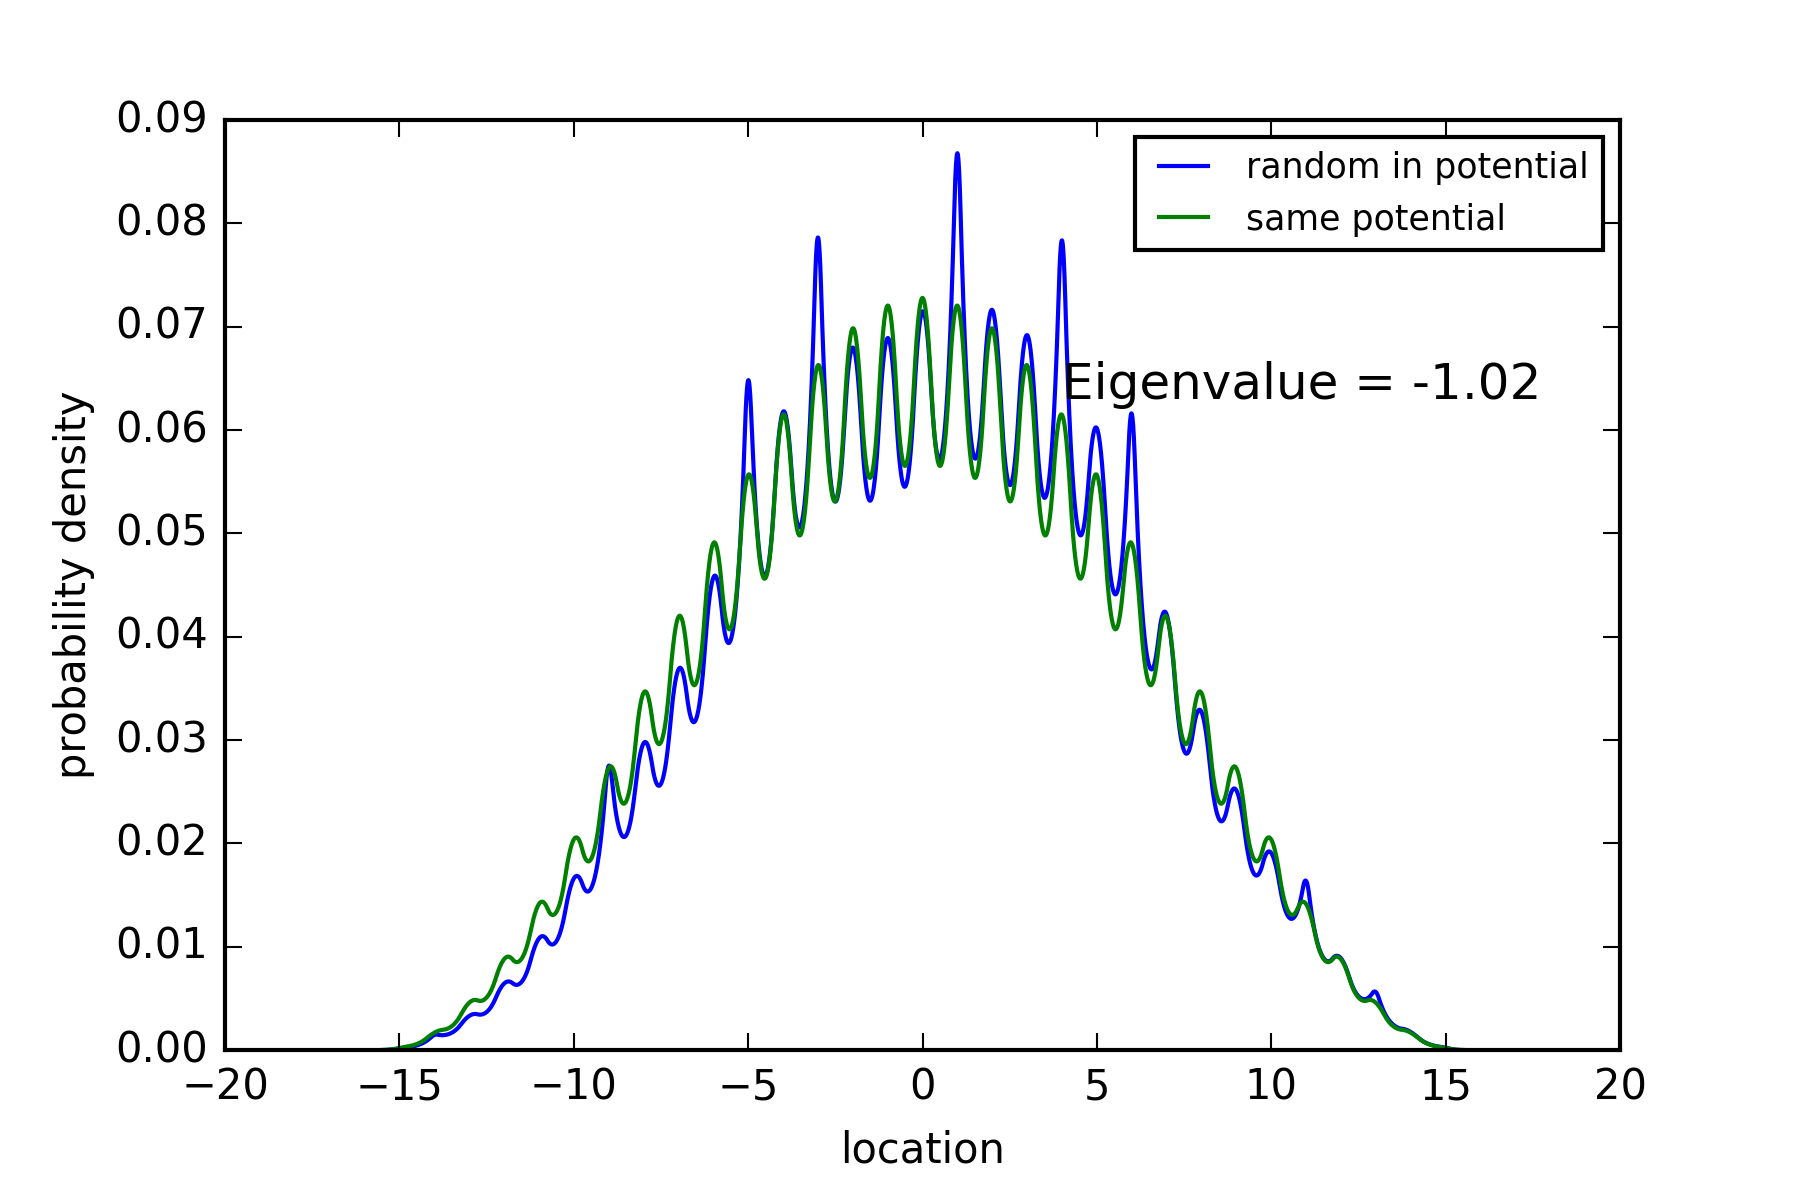 0.09
random in potential
0.08
same potential
0.07
Eigenvalue = -1.02
0.06
0.05
0.04
0.03
0.02
0.01
0.00
probability density
−20 −15 −10 −5 0 5 10 15 20
location